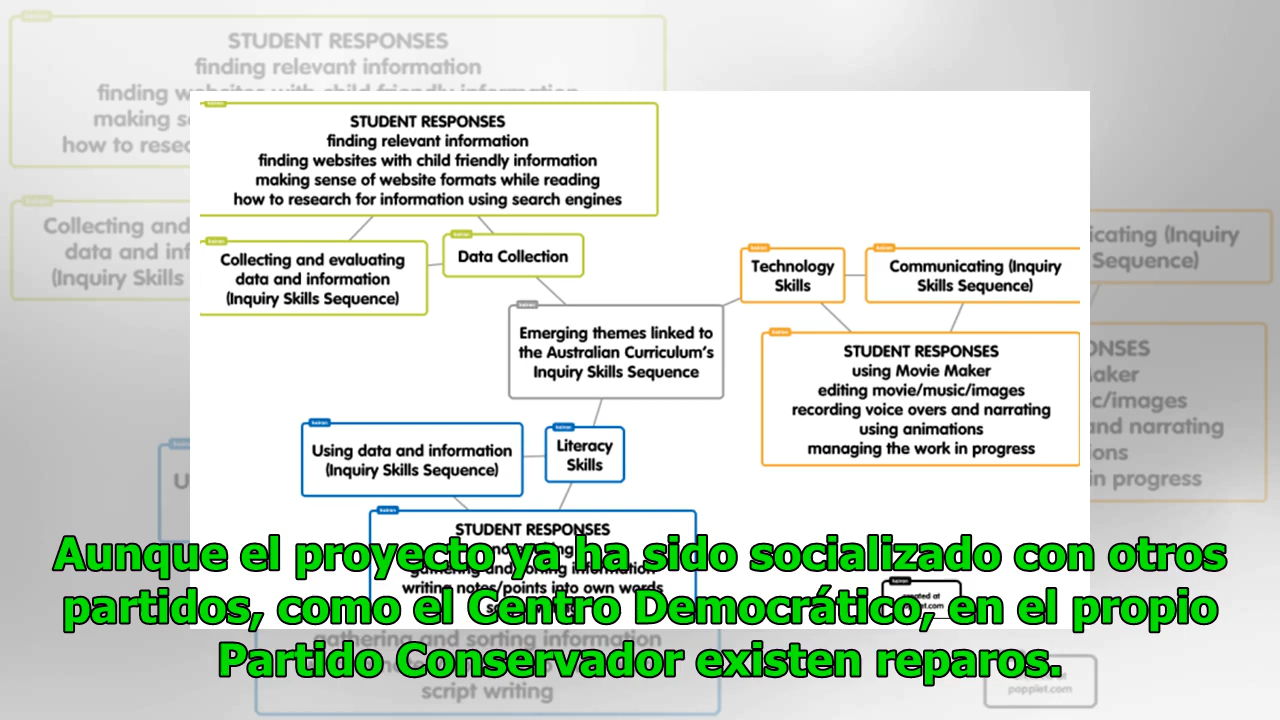 STUDENT RESPONSES
finding relevant information
finding websites with child friendly information
making sense of website formats while reading
how to research for information using search engines
Collecting and evaluating
data and information
(Inquiry Skills Sequence)
Data Collection
Technology
Skills
Communicating (Inquiry
Skills Sequence)
Emerging themes linked to
the Australian Curriculum's
Inquiry Skills Sequence
STUDENT RESPONSES
using Movie Maker
editing movie/music/images
recording voice overs and narrating
using animations
managing the work in progress
Using data and information
(Inquiry Skills Sequence)
Literacy
Skills
STUDENT RESPONSES
gathering and sorting information
writing notes/points into own words
script writing
created at
popplet.com
Aunque el proyecto ya ha sido socializado con otros
partidos, como el Centro Democrático, en el propio
Partido Conservador existen reparos.